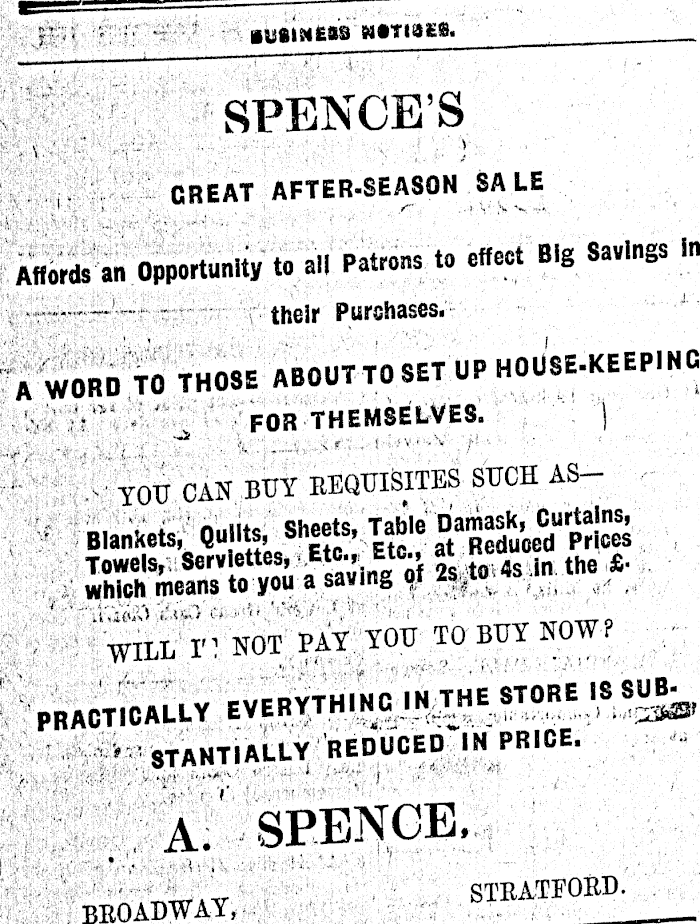 BUSINESS NOTICES.
SPENCE'S
GREAT AFTER-SEASON SALE
Affords an Opportunity to all Patrons to effect Big Savings in
their Purchases.
A WORD TO THOSE ABOUT TO SET UP HOUSE-KEEPING
FOR THEMSELVES.
YOU CAN BUY REQUISITES SUCH AS—
Blankets, Quilts, Sheets, Table Damask, Curtains,
Towels, Serviettes, Etc., Etc., at Reduced Prices
which means to you a saving of 2s to 4s in the £.
WILL IT NOT PAY YOU TO BUY NOW?
PRACTICALLY EVERYTHING IN THE STORE IS SUB-
STANTIALLY REDUCED IN PRICE.
A. SPENCE,
BROADWAY, STRATFORD.